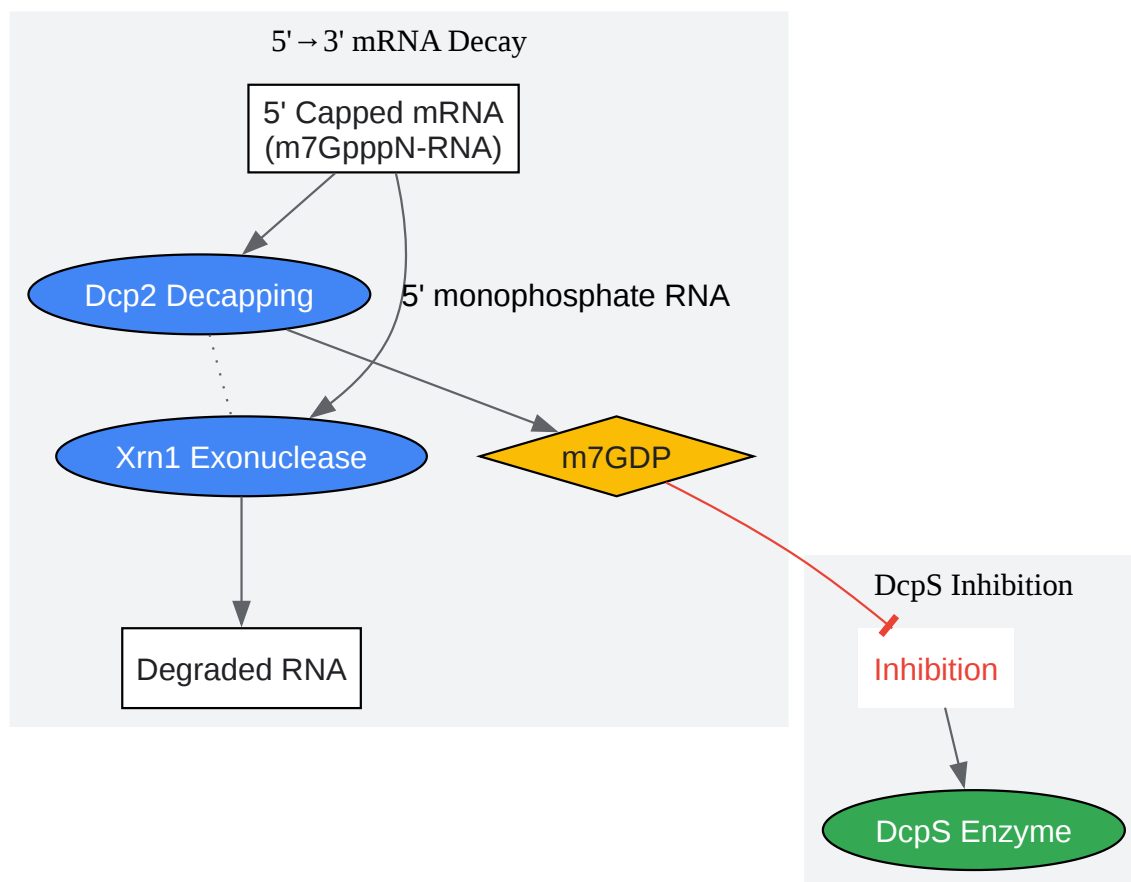 5'→3' mRNA Decay
5' Capped mRNA
(m7GpppN-RNA)
Dcp2 Decapping
5' monophosphate RNA
Xrn1 Exonuclease
m7GDP
DcpS Inhibition
Degraded RNA
Inhibition
DcpS Enzyme